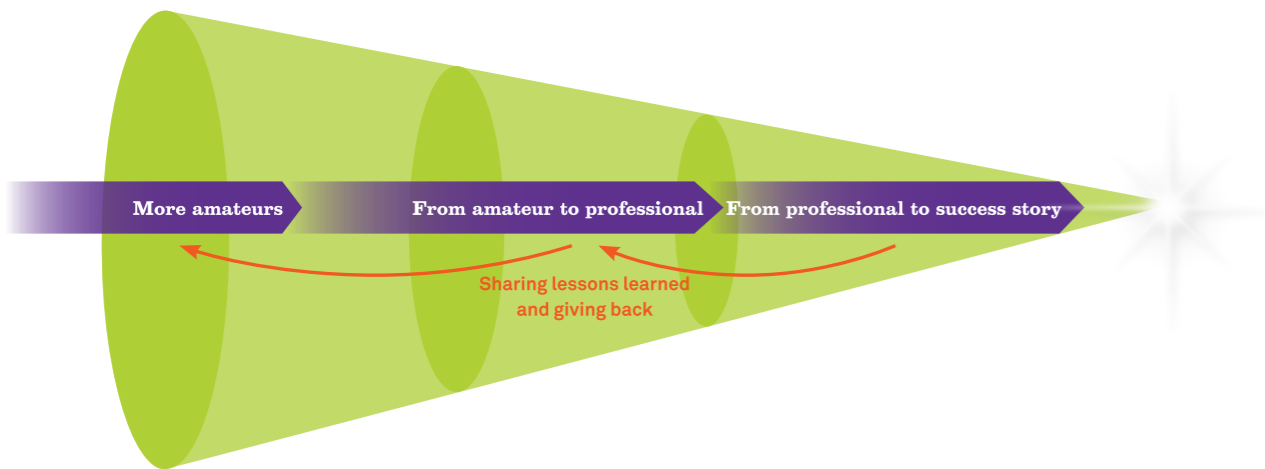 More amateurs
From amateur to professional
From professional to success story
Sharing lessons learned
and giving back